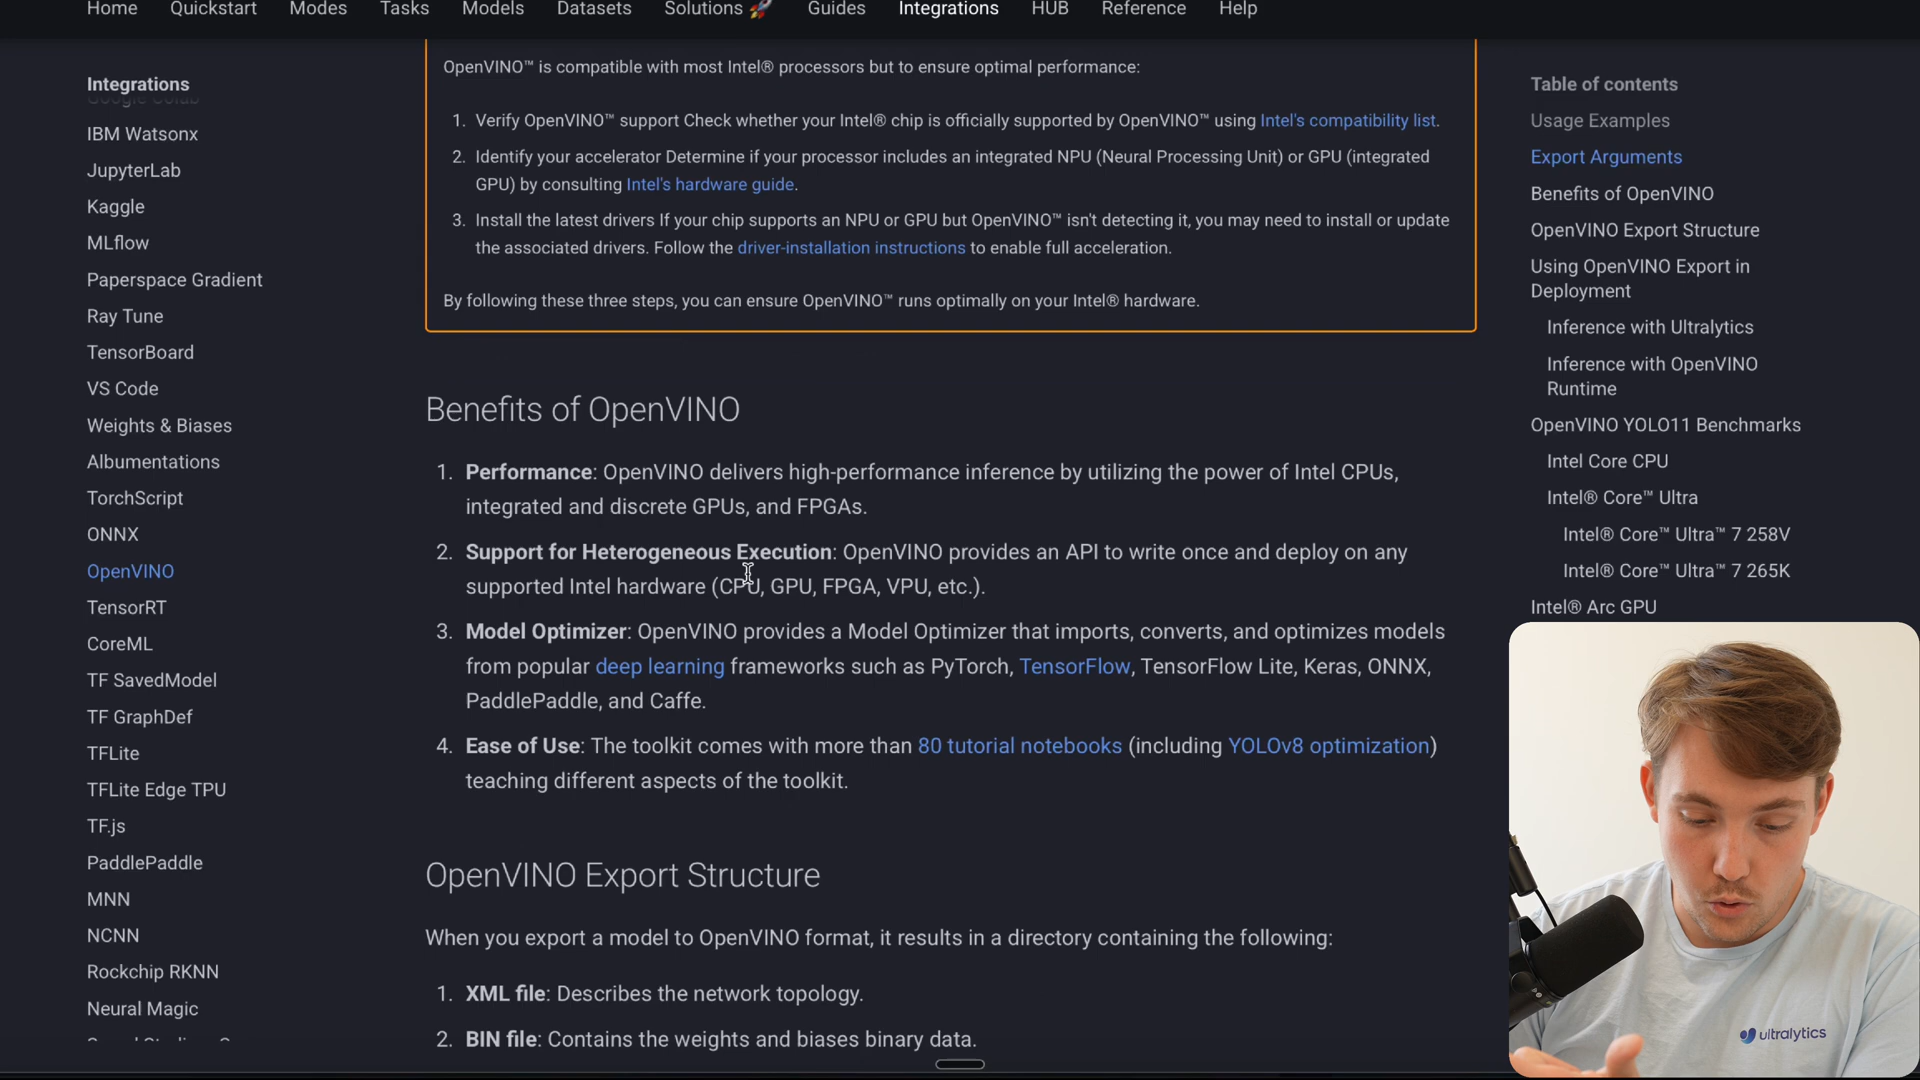 Home Quickstart Modes Tasks Models Datasets Solutions 🚀 Guides Integrations HUB Reference Help
Integrations
Google Colab
IBM Watsonx
JupyterLab
Kaggle
MLflow
Paperspace Gradient
Ray Tune
TensorBoard
VS Code
Weights & Biases
Albumentations
TorchScript
ONNX
OpenVINO
TensorRT
CoreML
TF SavedModel
TF GraphDef
TFLite
TFLite Edge TPU
TF.js
PaddlePaddle
MNN
NCNN
Rockchip RKNN
Neural Magic
OpenVINO™ is compatible with most Intel® processors but to ensure optimal performance:
1. Verify OpenVINO™ support Check whether your Intel® chip is officially supported by OpenVINO™ using Intel's compatibility list.
2. Identify your accelerator Determine if your processor includes an integrated NPU (Neural Processing Unit) or GPU (integrated
GPU) by consulting Intel's hardware guide.
3. Install the latest drivers If your chip supports an NPU or GPU but OpenVINO™ isn't detecting it, you may need to install or update
the associated drivers. Follow the driver-installation instructions to enable full acceleration.
By following these three steps, you can ensure OpenVINO™ runs optimally on your Intel® hardware.
Benefits of OpenVINO
1. Performance: OpenVINO delivers high-performance inference by utilizing the power of Intel CPUs,
integrated and discrete GPUs, and FPGAs.
2. Support for Heterogeneous Execution: OpenVINO provides an API to write once and deploy on any
supported Intel hardware (CPU, GPU, FPGA, VPU, etc.).
3. Model Optimizer: OpenVINO provides a Model Optimizer that imports, converts, and optimizes models
from popular deep learning frameworks such as PyTorch, TensorFlow, TensorFlow Lite, Keras, ONNX,
PaddlePaddle, and Caffe.
4. Ease of Use: The toolkit comes with more than 80 tutorial notebooks (including YOLOv8 optimization)
teaching different aspects of the toolkit.
OpenVINO Export Structure
When you export a model to OpenVINO format, it results in a directory containing the following:
1. XML file: Describes the network topology.
2. BIN file: Contains the weights and biases binary data.
Table of contents
Usage Examples
Export Arguments
Benefits of OpenVINO
OpenVINO Export Structure
Using OpenVINO Export in
Deployment
Inference with Ultralytics
Inference with OpenVINO
Runtime
OpenVINO YOLO11 Benchmarks
Intel Core CPU
Intel® Core™ Ultra
Intel® Core™ Ultra™ 7 258V
Intel® Core™ Ultra™ 7 265K
Intel® Arc GPU
ultralytics